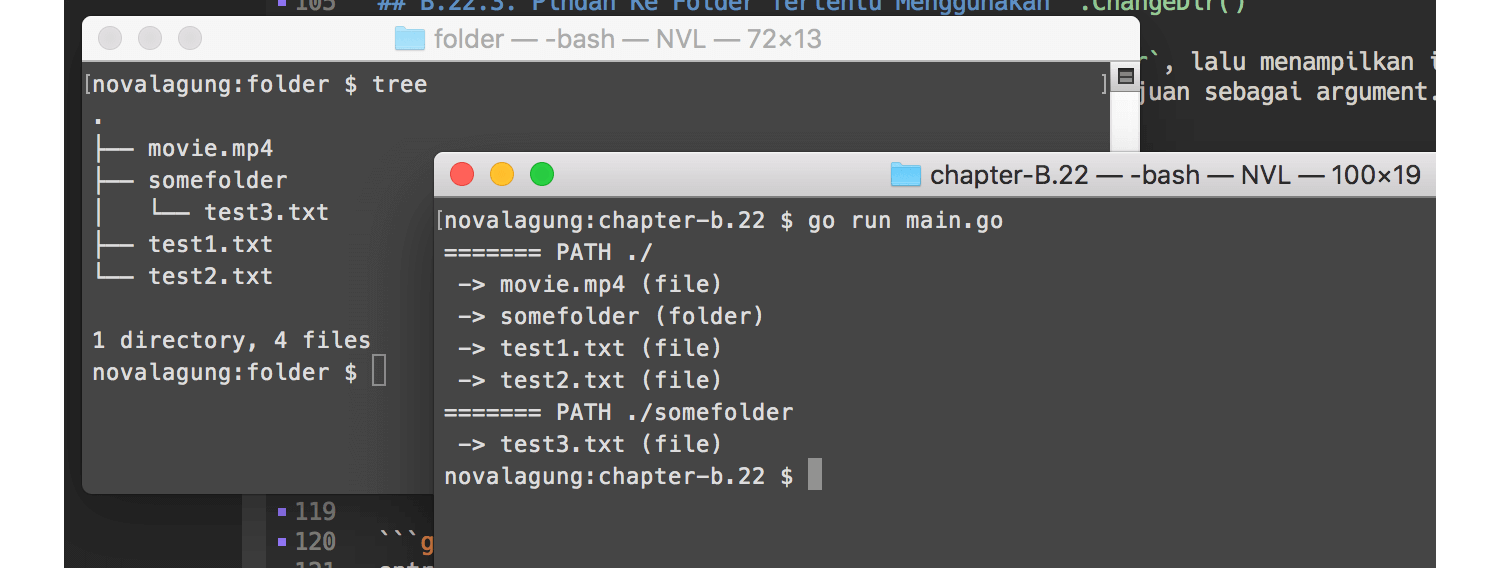 105 ## B.22.3. Pindah Ke Folder Tertentu Menggunakan `.ChangeDir()
folder — -bash — NVL — 72×13
`, lalu menampilkan
juan sebagai argument.
[novalagung:folder $ tree ]
.
├── movie.mp4
├── somefolder
│   └── test3.txt
├── test1.txt
└── test2.txt
1 directory, 4 files
novalagung:folder $
chapter-B.22 — -bash — NVL — 100×19
[novalagung:chapter-b.22 $ go run main.go
======= PATH ./
 -> movie.mp4 (file)
 -> somefolder (folder)
 -> test1.txt (file)
 -> test2.txt (file)
======= PATH ./somefolder
 -> test3.txt (file)
novalagung:chapter-b.22 $
119
120 ```g
121